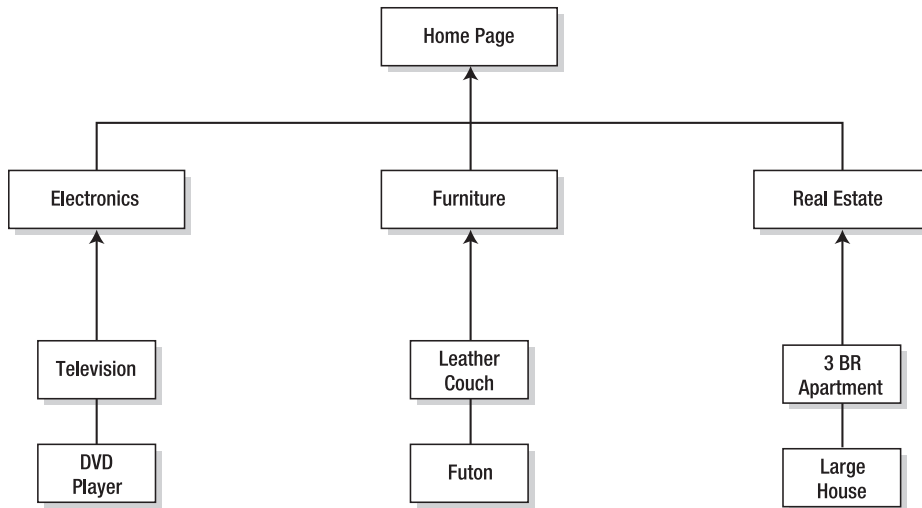 Home Page
Electronics
Furniture
Real Estate
Television
Leather
Couch
3 BR
Apartment
DVD
Player
Futon
Large
House